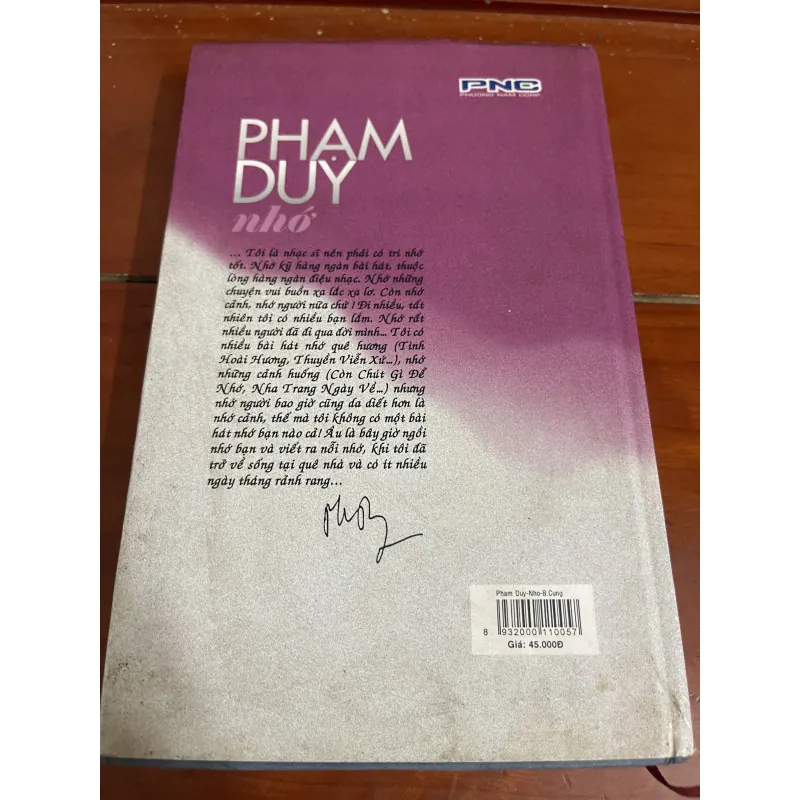 PNC
PHUONG NAM CORP.
PHẠM
DUY
nhớ
... Tôi là nhạc sĩ nên phải có trí nhớ
tốt. Nhớ kỹ hàng ngàn bài hát, thuộc
lòng hàng ngàn điệu nhạc. Nhớ những
chuyện vui buồn xa lắc xa lơ. Còn nhớ
cảnh, nhớ người nữa chứ ! Đi nhiều, tất
nhiên tôi có nhiều bạn lắm. Nhớ rất
nhiều người đã đi qua đời mình... Tôi có
nhiều bài hát nhớ quê hương (Tình
Hoài Hương, Thuyền Viễn Xứ...), nhớ
những cảnh huống (Còn Chút Gì Để
Nhớ, Nha Trang Ngày Về...) nhưng
nhớ người bao giờ cũng da diết hơn là
nhớ cảnh, thế mà tôi không có một bài
hát nhớ bạn nào cả! Âu là bây giờ ngồi
nhớ bạn và viết ra nỗi nhớ, khi tôi đã
trở về sống tại quê nhà và có ít nhiều
ngày tháng rảnh rang...
Pham Duy-Nho-B.Cung
8 932000 110057
Giá: 45.000Đ